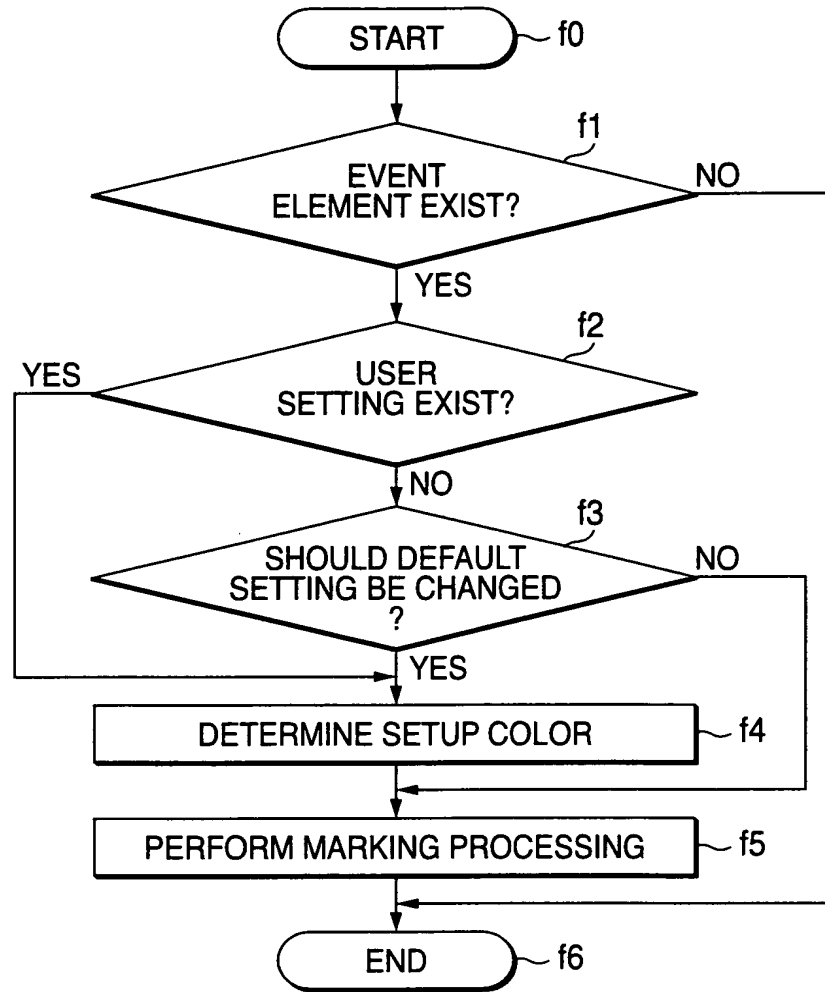 START
f0
f1
EVENT
ELEMENT EXIST?
NO
YES
f2
YES
USER
SETTING EXIST?
NO
f3
SHOULD DEFAULT
SETTING BE CHANGED
?
NO
YES
DETERMINE SETUP COLOR
f4
PERFORM MARKING PROCESSING
f5
END
f6